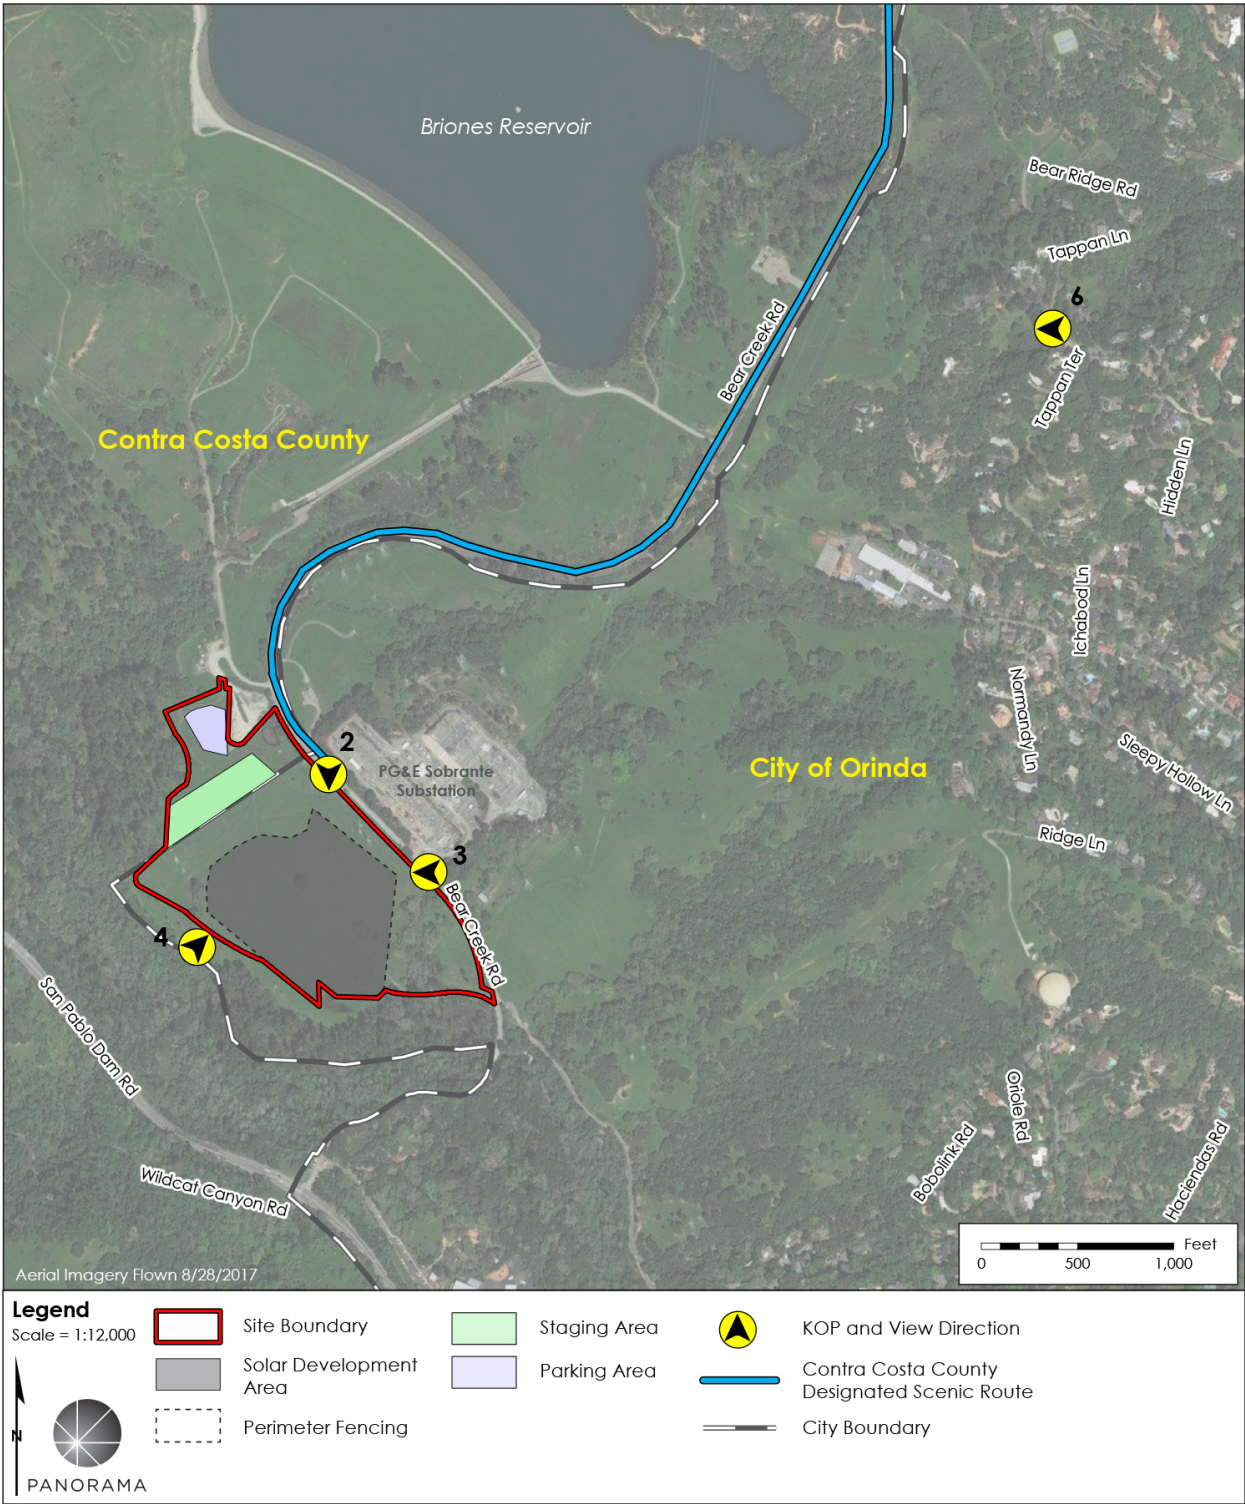 Briones Reservoir
Bear Ridge Rd
Tappan Ln
6
Bear Creek Rd
Tappan Ter
Contra Costa County
Hidden Ln
Ichabod Ln
Normandy Ln
2
PG&E Sobrante
Substation
City of Orinda
Sleepy Hollow Ln
Ridge Ln
3
Bear Creek Rd
4
San Pablo Dam Rd
Oriole Rd
Bobolink Rd
Haciendas Rd
Wildcat Canyon Rd
Feet
0 500 1,000
Aerial Imagery Flown 8/28/2017
Legend
Scale = 1:12,000
N
PANORAMA
Site Boundary
Solar Development
Area
Perimeter Fencing
Staging Area
Parking Area
KOP and View Direction
Contra Costa County
Designated Scenic Route
City Boundary